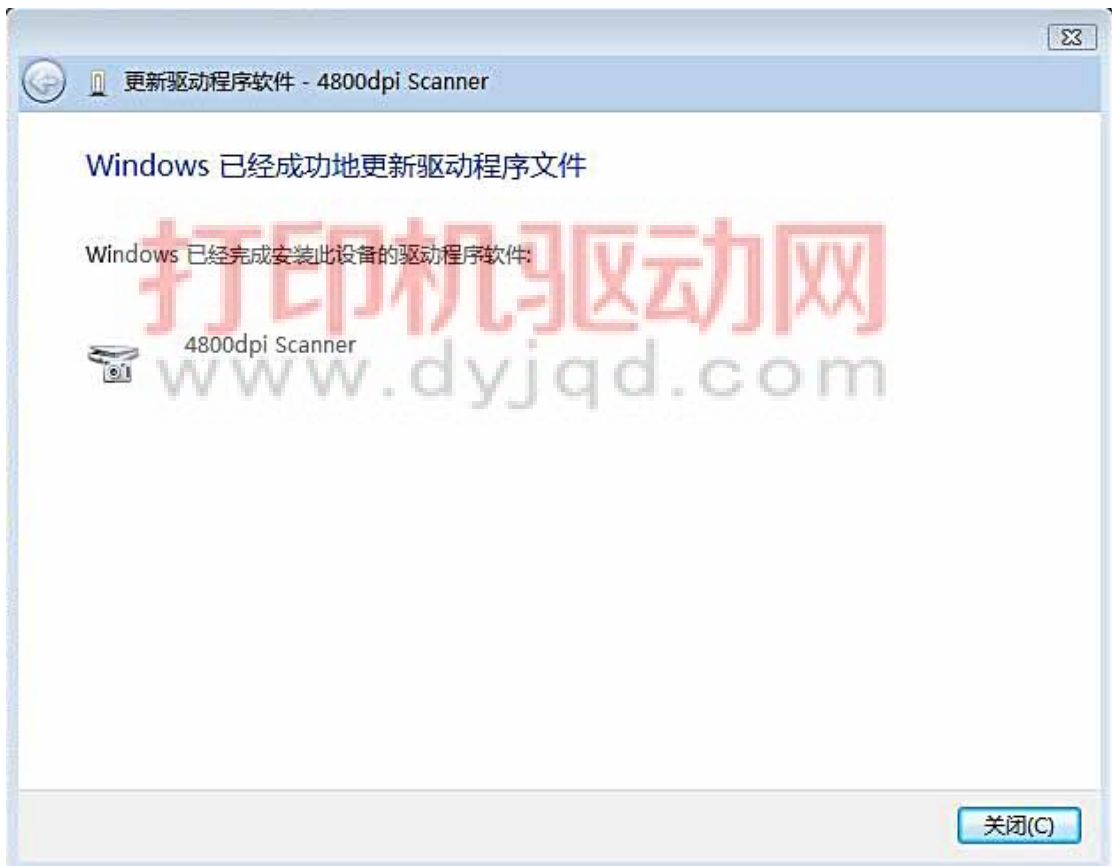 更新驱动程序软件 - 4800dpi Scanner
Windows 已经成功地更新驱动程序文件
打印机驱动网
Windows 已经完成安装此设备的驱动程序软件:
4800dpi Scanner
www.dyjqd.com
关闭(C)